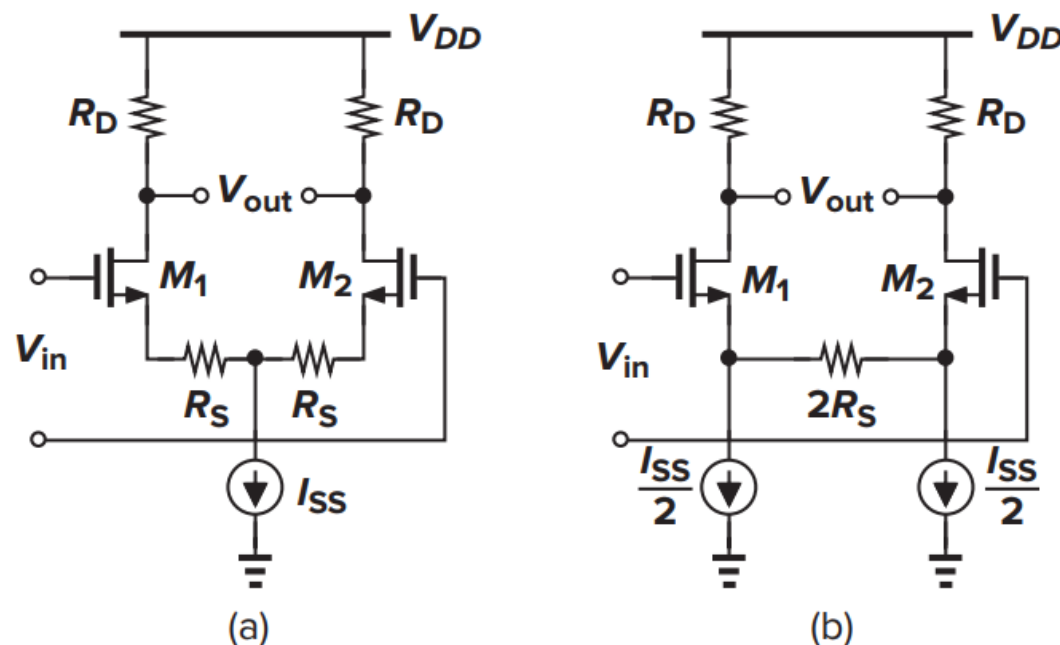 V_DD
R_D R_D
V_out
M_1 M_2
V_in
R_S R_S
I_SS
(a)
V_DD
R_D R_D
V_out
M_1 M_2
V_in
2R_S
I_SS/2 I_SS/2
(b)